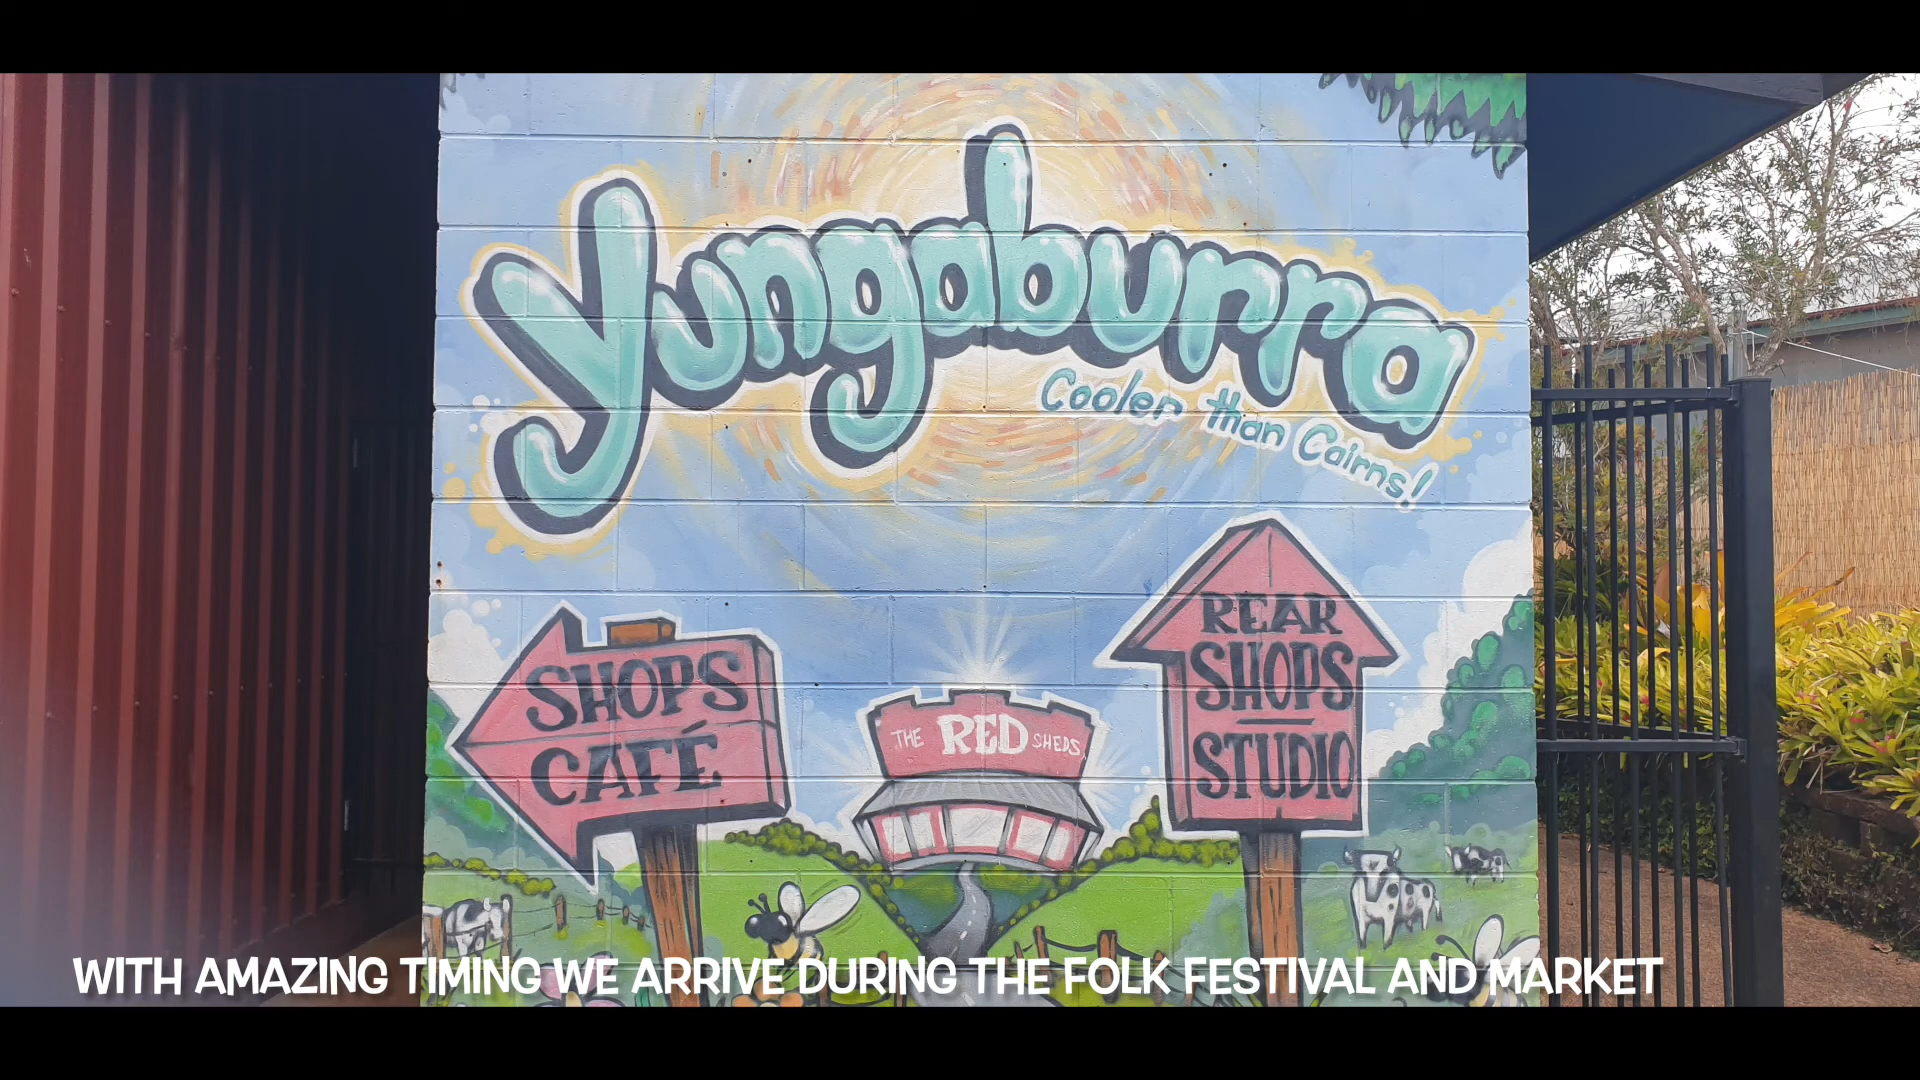 yungaburra
Cooler than Cairns!
SHOPS
CAFÉ
THE RED SHEDS
REAR
SHOPS
STUDIO
WITH AMAZING TIMING WE ARRIVE DURING THE FOLK FESTIVAL AND MARKET